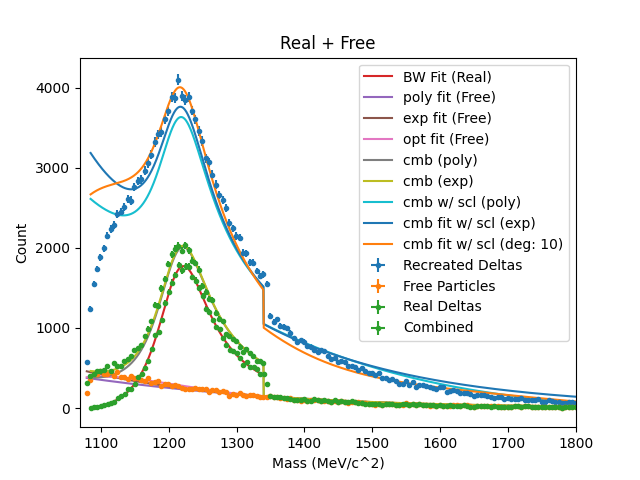 Real + Free
BW Fit (Real)
poly fit (Free)
exp fit (Free)
opt fit (Free)
cmb (poly)
cmb (exp)
cmb w/ scl (poly)
cmb fit w/ scl (exp)
cmb fit w/ scl (deg: 10)
Recreated Deltas
Free Particles
Real Deltas
Combined
4000
3000
2000
1000
0
Count
1100 1200 1300 1400 1500 1600 1700 1800
Mass (MeV/c^2)